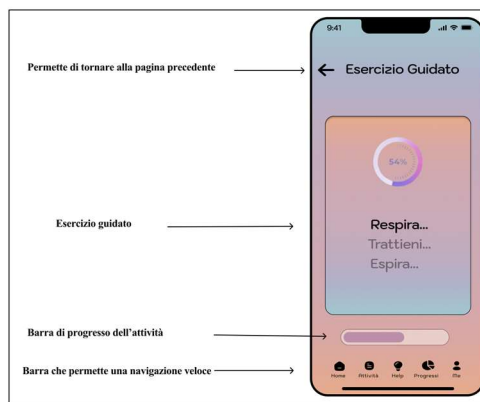 9:41
Permette di tornare alla pagina precedente
Esercizio Guidato
54%
Esercizio guidato
Respira...
Trattieni...
Espira...
Barra di progresso dell'attività
Barra che permette una navigazione veloce
Home Attività Help Progressi Me